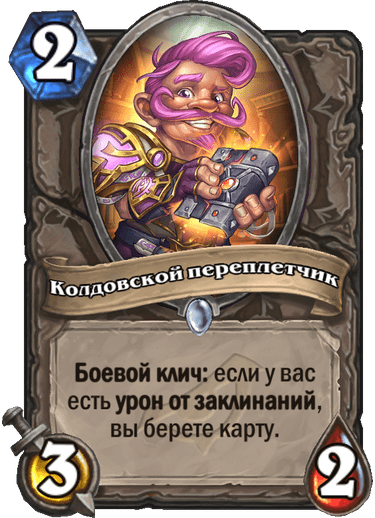 2
Колдовской переплетчик
Боевой клич: если у вас
есть урон от заклинаний,
вы берете карту.
3
2